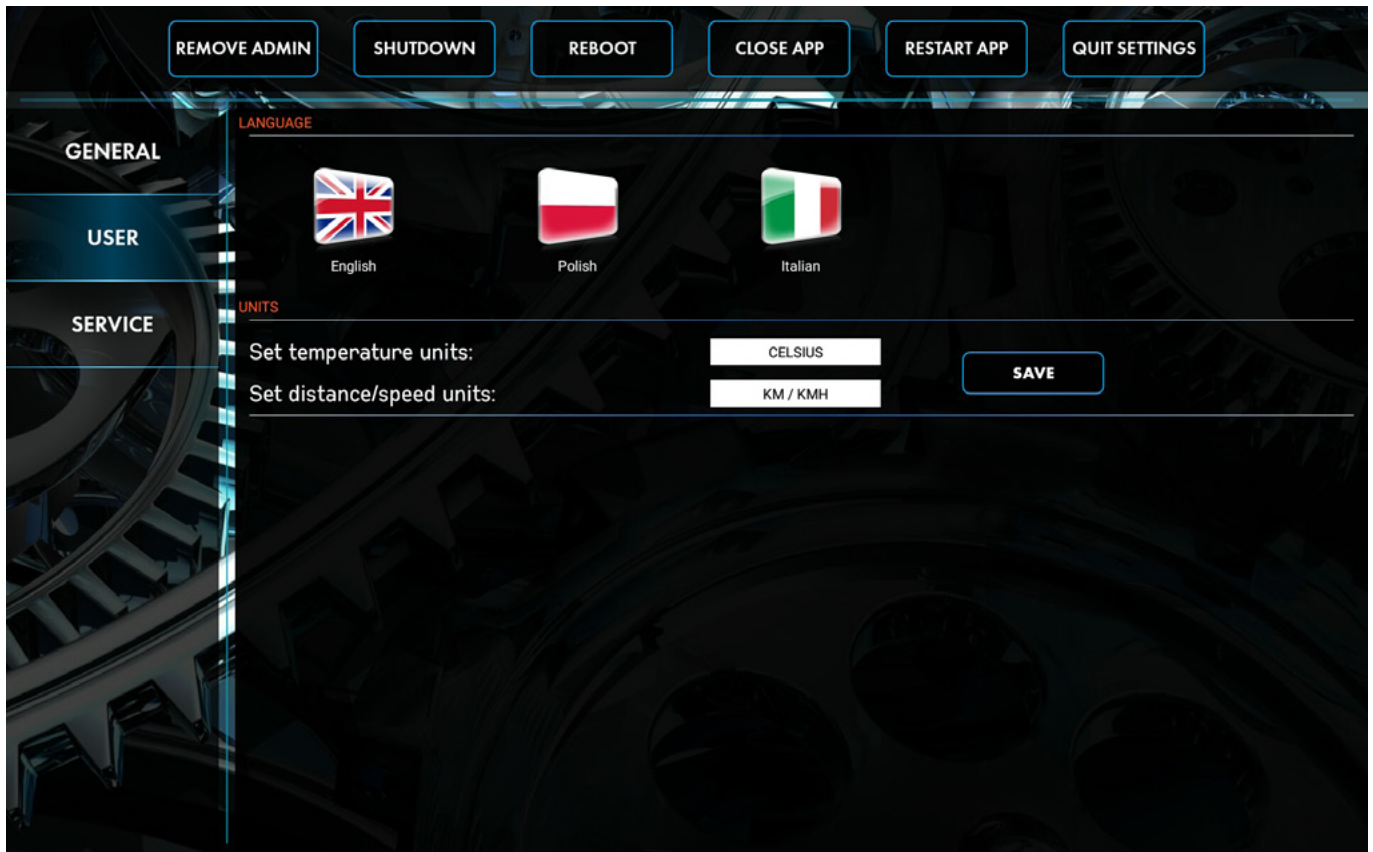 REMOVE ADMIN SHUTDOWN REBOOT CLOSE APP RESTART APP QUIT SETTINGS
GENERAL
USER
SERVICE
LANGUAGE
English Polish Italian
UNITS
Set temperature units: CELSIUS
Set distance/speed units: KM / KMH
SAVE